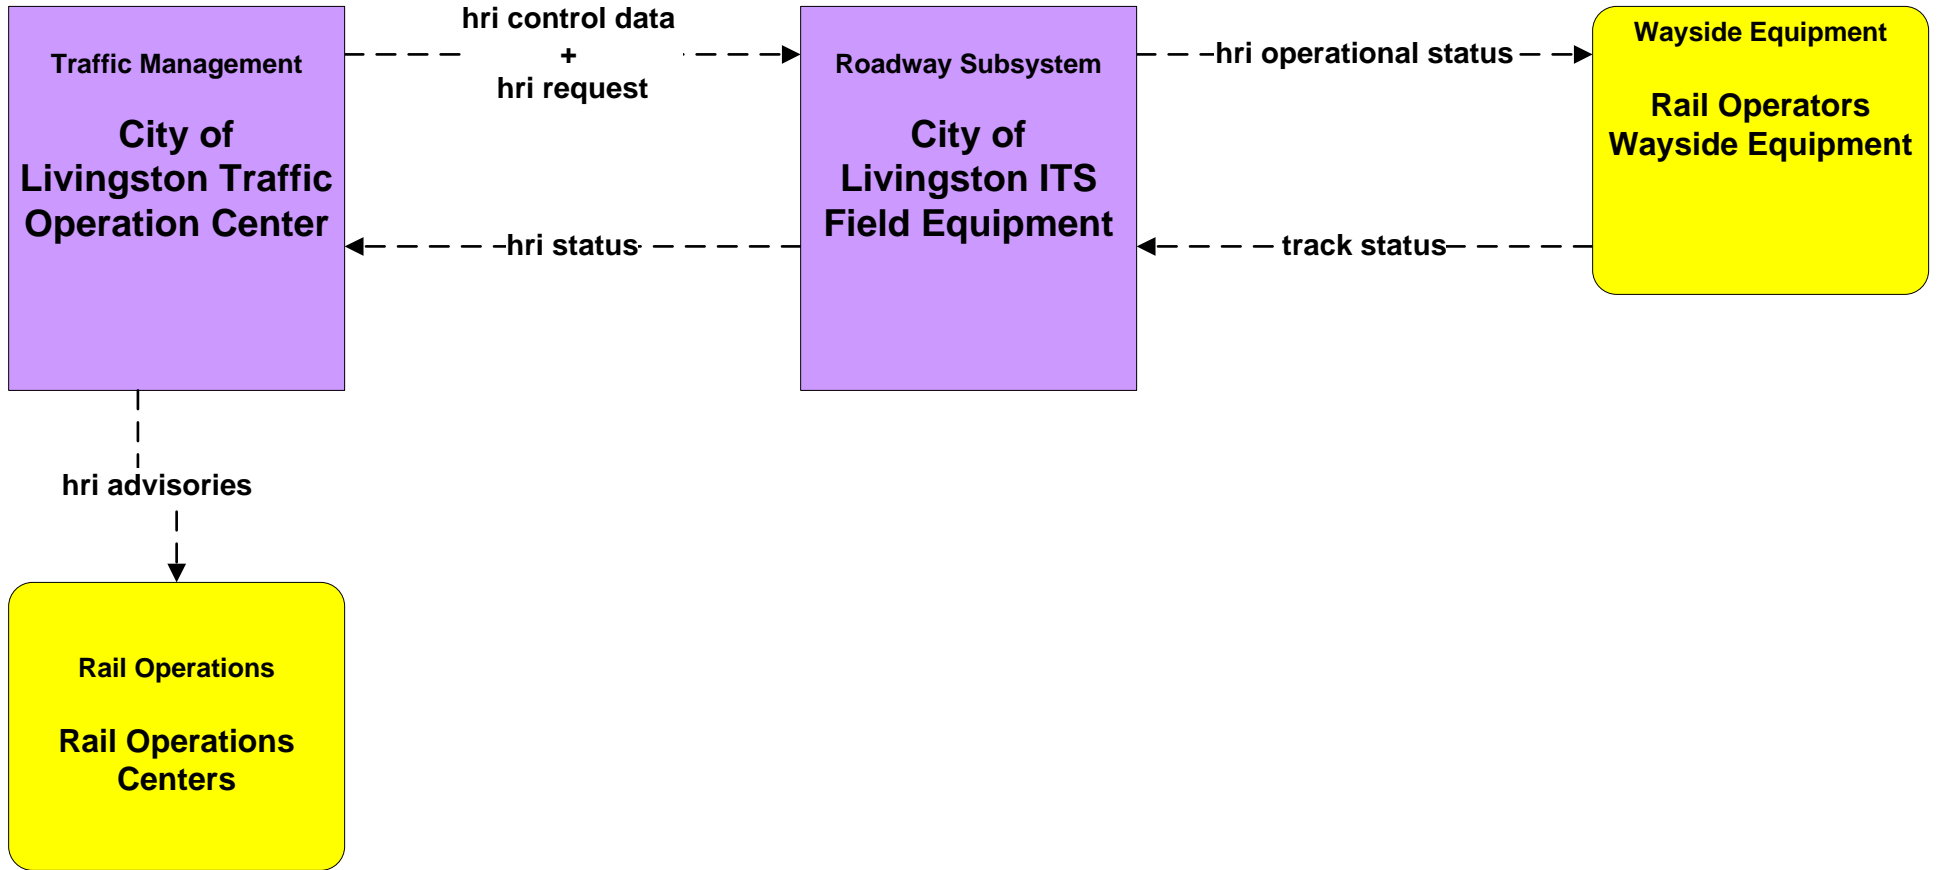 Traffic Management
City of
Livingston Traffic
Operation Center
hri control data
+
hri request
hri status
Roadway Subsystem
City of
Livingston ITS
Field Equipment
hri operational status
track status
Wayside Equipment
Rail Operators
Wayside Equipment
hri advisories
Rail Operations
Rail Operations
Centers